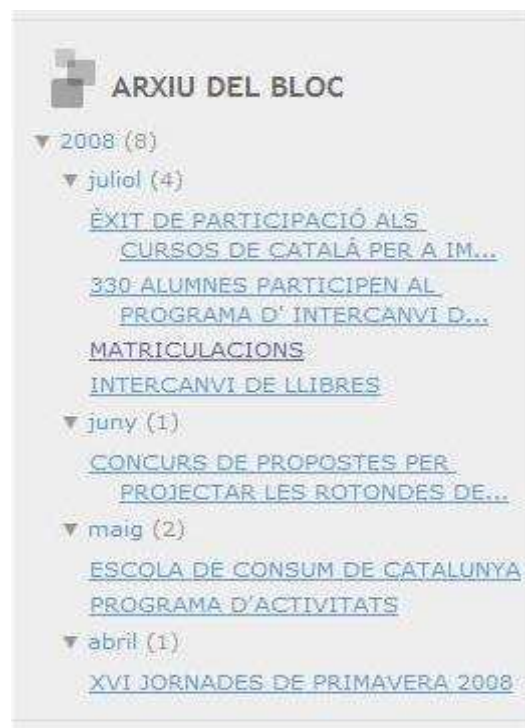 ARXIU DEL BLOC
▼ 2008 (8)
▼ juliol (4)
ÈXIT DE PARTICIPACIÓ ALS
CURSOS DE CATALÀ PER A IM...
330 ALUMNES PARTICIPEN AL
PROGRAMA D' INTERCANVI D...
MATRICULACIONS
INTERCANVI DE LLIBRES
▼ juny (1)
CONCURS DE PROPOSTES PER
PROJECTAR LES ROTONDES DE...
▼ maig (2)
ESCOLA DE CONSUM DE CATALUNYA
PROGRAMA D'ACTIVITATS
▼ abril (1)
XVI JORNADES DE PRIMAVERA 2008